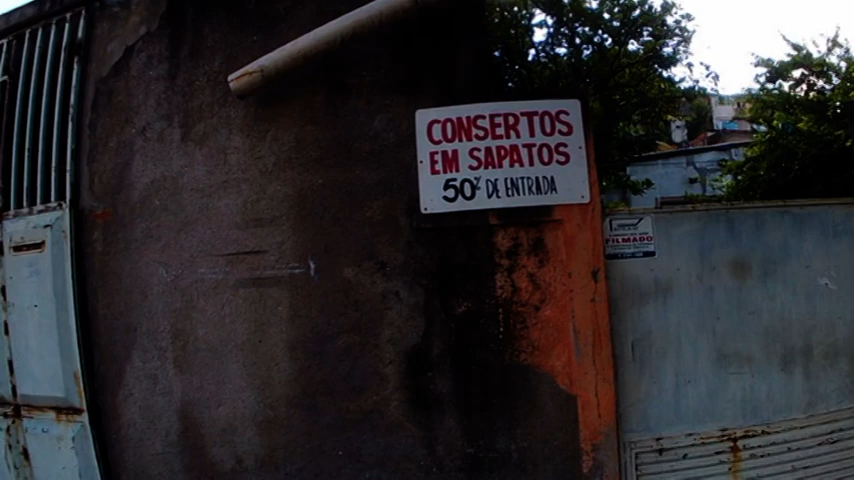 CONSERTOS
EM SAPATOS
50% DE ENTRADA
FILMADO